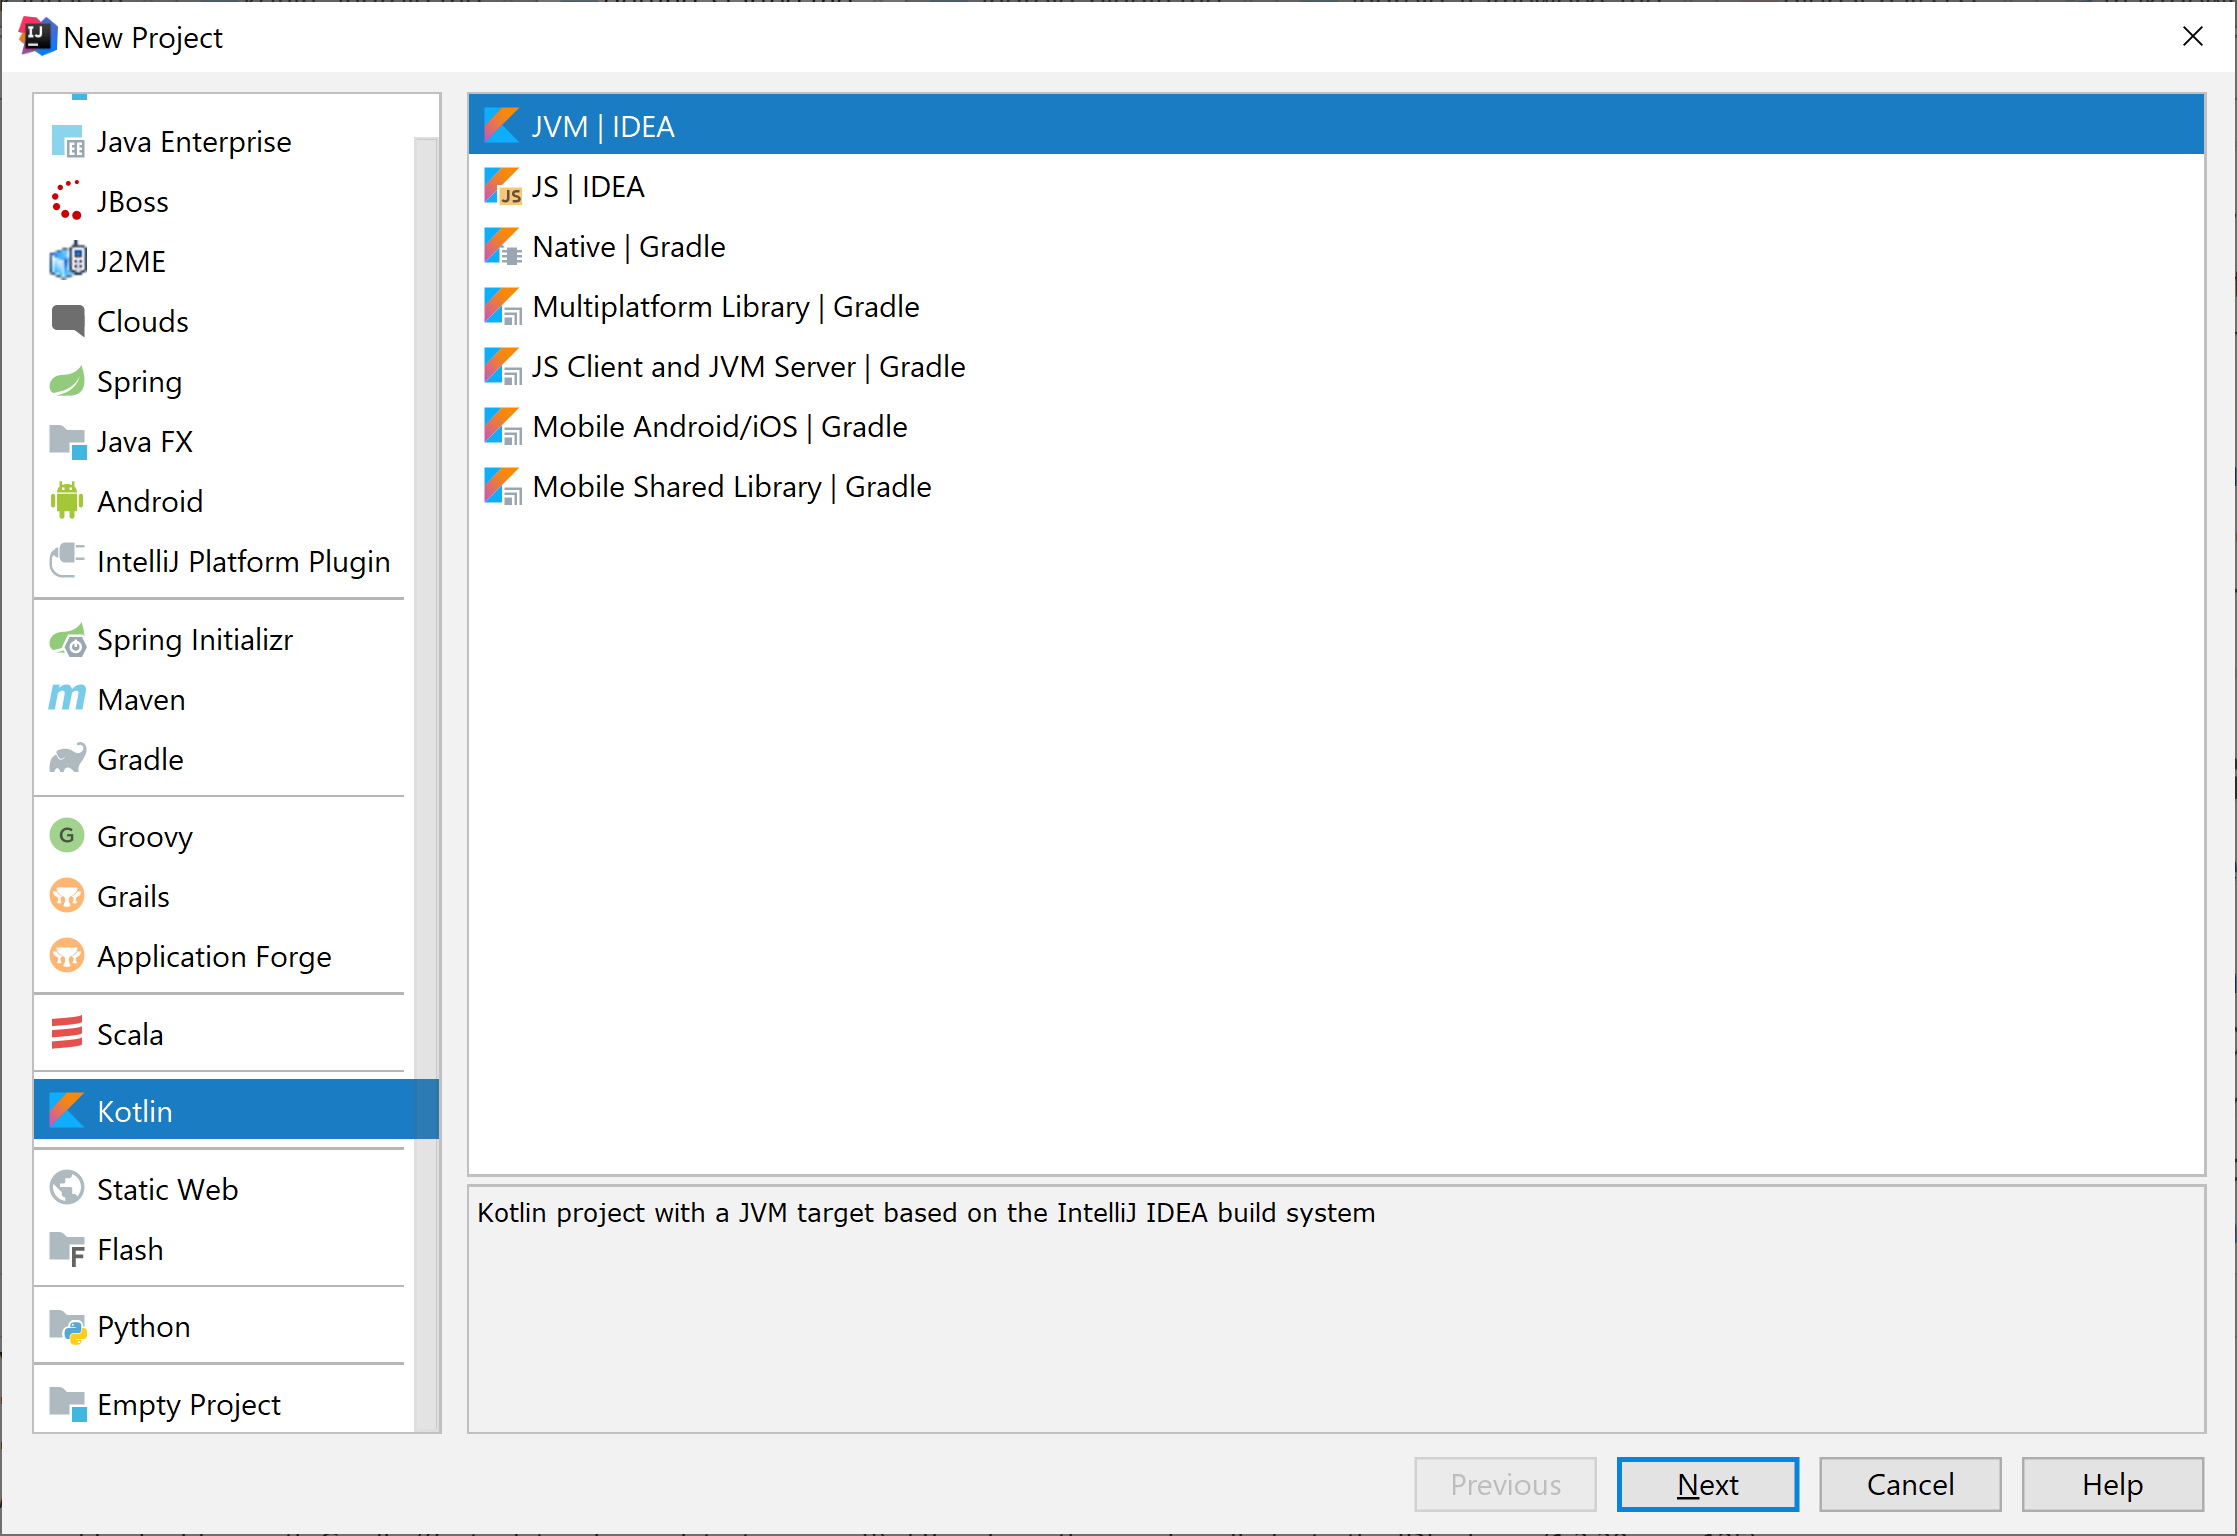 New Project
Java Enterprise
JBoss
J2ME
Clouds
Spring
Java FX
Android
IntelliJ Platform Plugin
Spring Initializr
Maven
Gradle
Groovy
Grails
Application Forge
Scala
Kotlin
Static Web
Flash
Python
Empty Project
JVM | IDEA
JS | IDEA
Native | Gradle
Multiplatform Library | Gradle
JS Client and JVM Server | Gradle
Mobile Android/iOS | Gradle
Mobile Shared Library | Gradle
Kotlin project with a JVM target based on the IntelliJ IDEA build system
Previous
Next
Cancel
Help